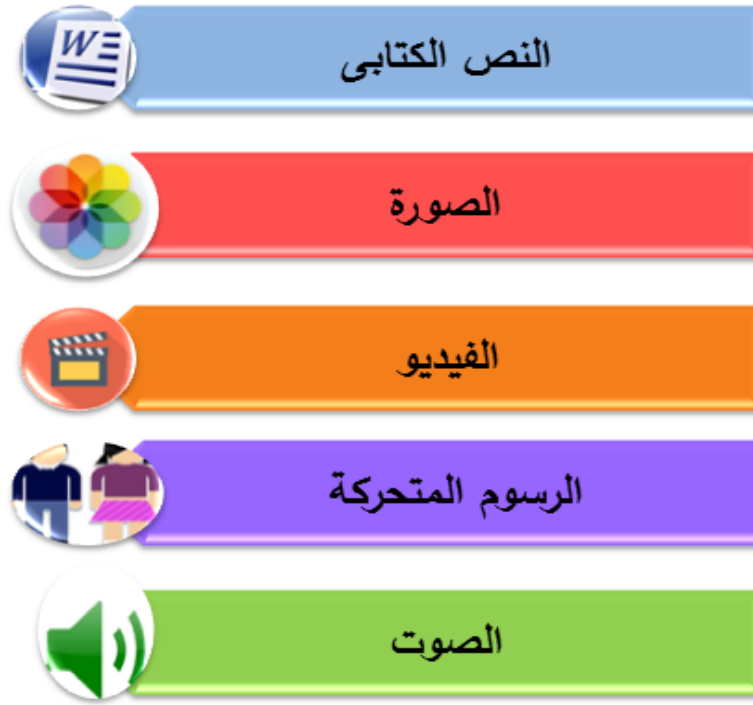 W
النص الكتابى
الصورة
الفيديو
الرسوم المتحركة
الصوت